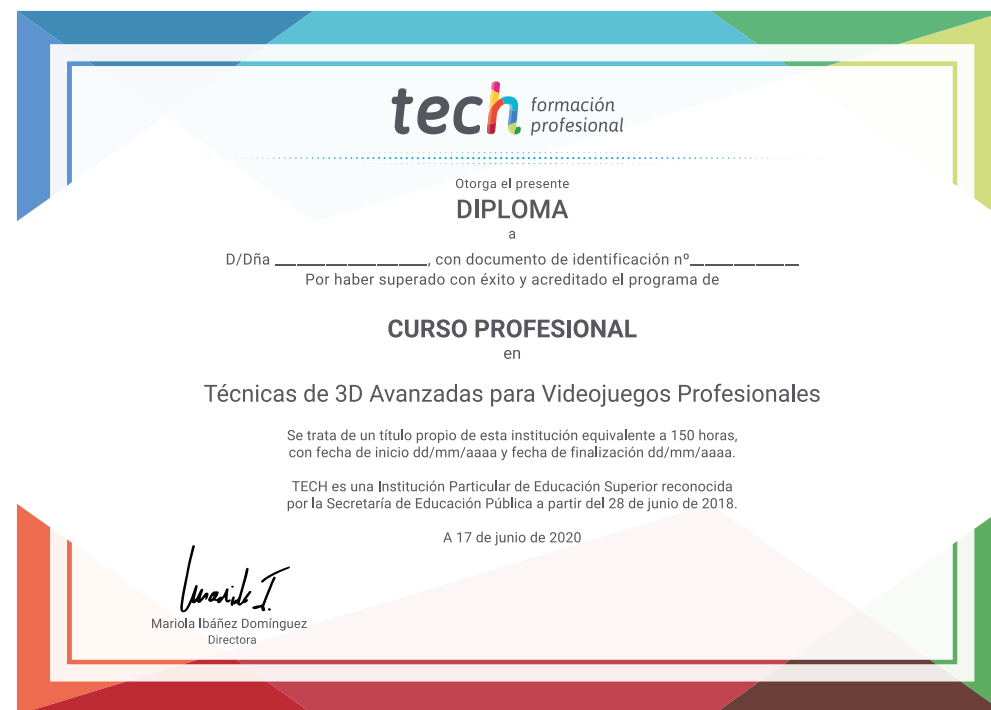 tech formación
profesional
Otorga el presente
DIPLOMA
a
D/Dña ____________________, con documento de identificación nº______________
Por haber superado con éxito y acreditado el programa de
CURSO PROFESIONAL
en
Técnicas de 3D Avanzadas para Videojuegos Profesionales
Se trata de un título propio de esta institución equivalente a 150 horas,
con fecha de inicio dd/mm/aaaa y fecha de finalización dd/mm/aaaa.
TECH es una Institución Particular de Educación Superior reconocida
por la Secretaría de Educación Pública a partir del 28 de junio de 2018.
A 17 de junio de 2020
Mariola Ibáñez Domínguez
Directora